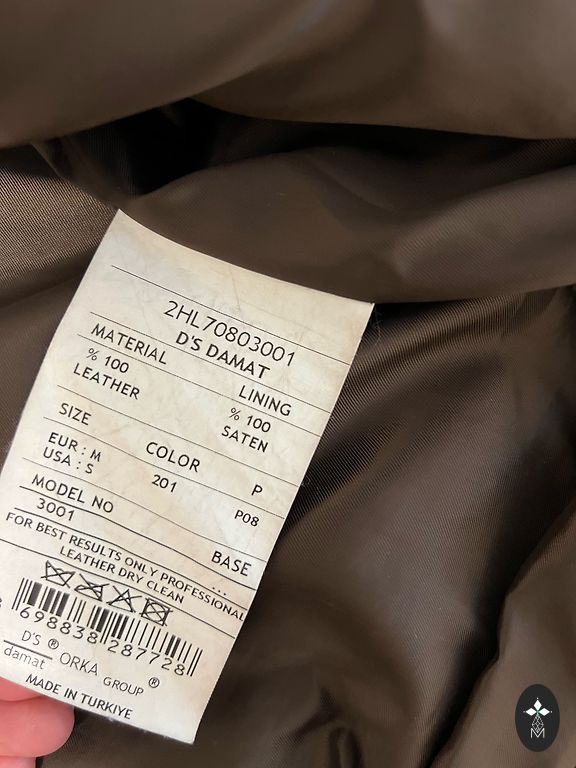 2HL70803001
D'S DAMAT
MATERIAL LINING
% 100 % 100
LEATHER SATEN
SIZE COLOR P
EUR : M 201 P08
USA : S
MODEL NO BASE
3001 ...
FOR BEST RESULTS ONLY PROFESSIONAL
LEATHER DRY CLEAN
698838 287728
D'S ® ORKA GROUP ®
damat
MADE IN TURKIYE
M